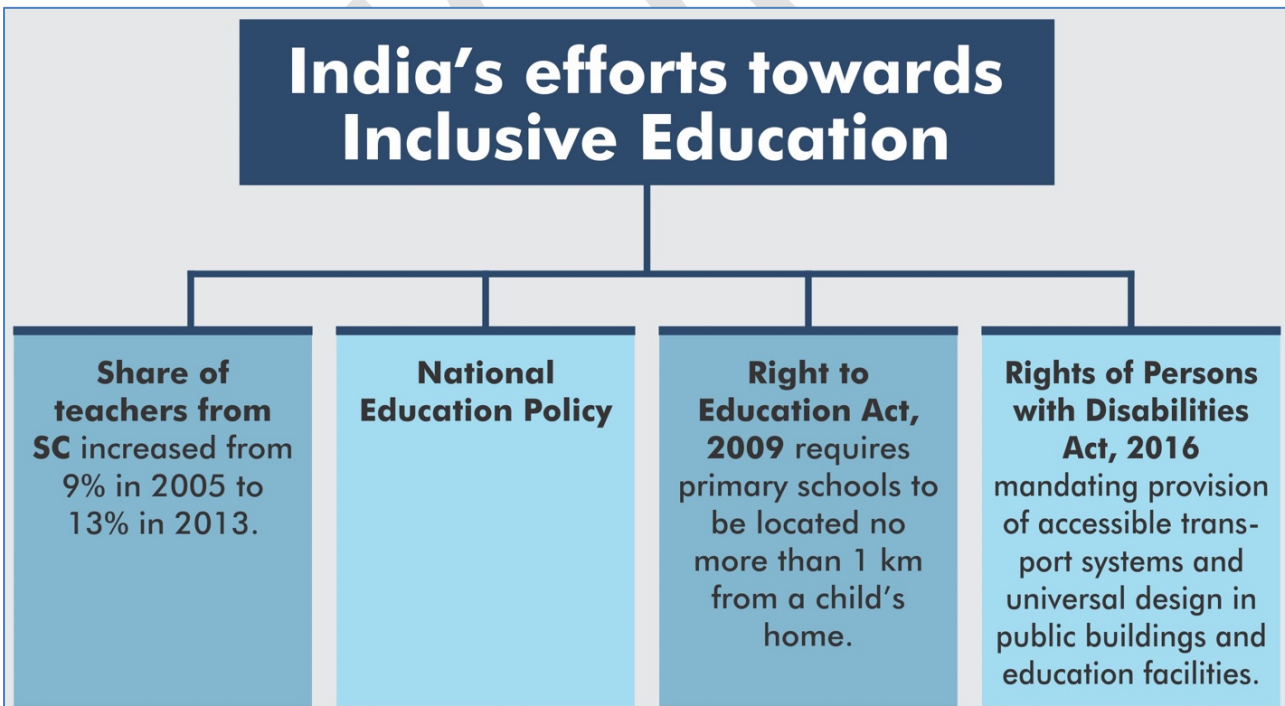 India's efforts towards
Inclusive Education
Share of
teachers from
SC increased from
9% in 2005 to
13% in 2013.
National
Education Policy
Right to
Education Act,
2009 requires
primary schools to
be located no
more than 1 km
from a child's
home.
Rights of Persons
with Disabilities
Act, 2016
mandating provision
of accessible trans-
port systems and
universal design in
public buildings and
education facilities.